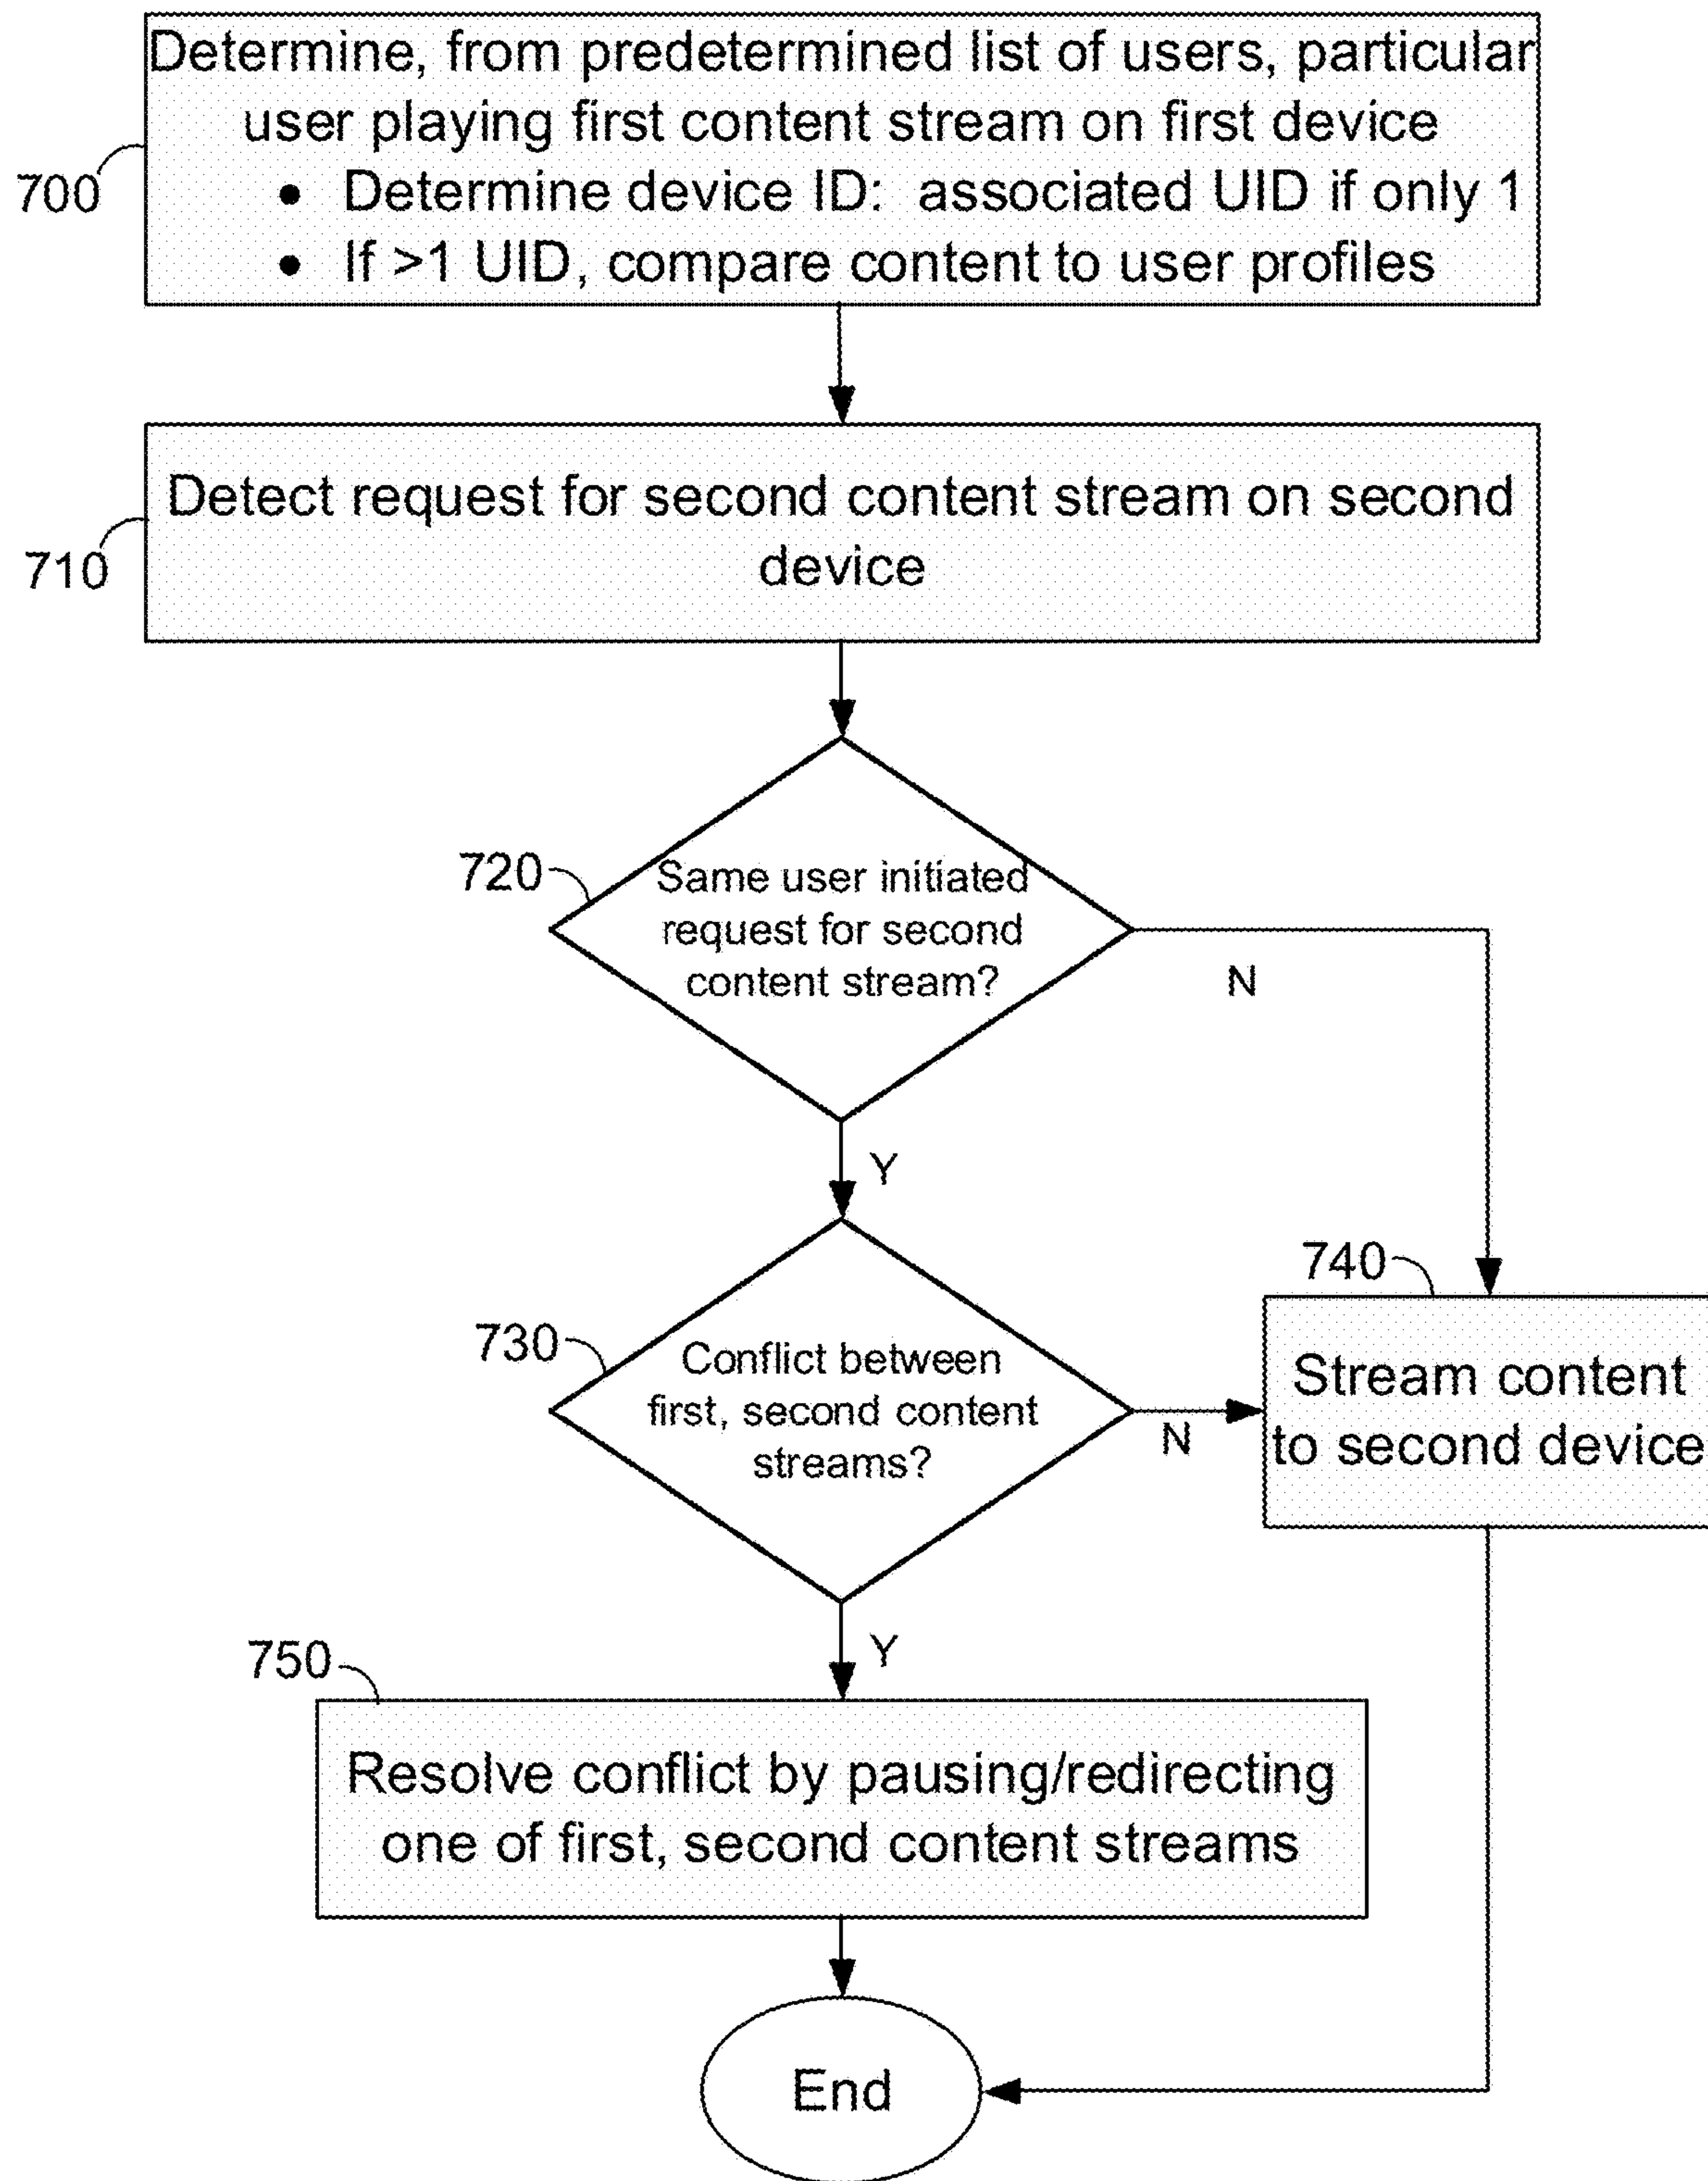 Determine, from predetermined list of users, particular
user playing first content stream on first device
700
• Determine device ID: associated UID if only 1
• If >1 UID, compare content to user profiles
Detect request for second content stream on second
device
710
720
Same user initiated
request for second
content stream?
N
Y
740
730
Conflict between
first, second content
streams?
N
Stream content
to second device
Y
750
Resolve conflict by pausing/redirecting
one of first, second content streams
End